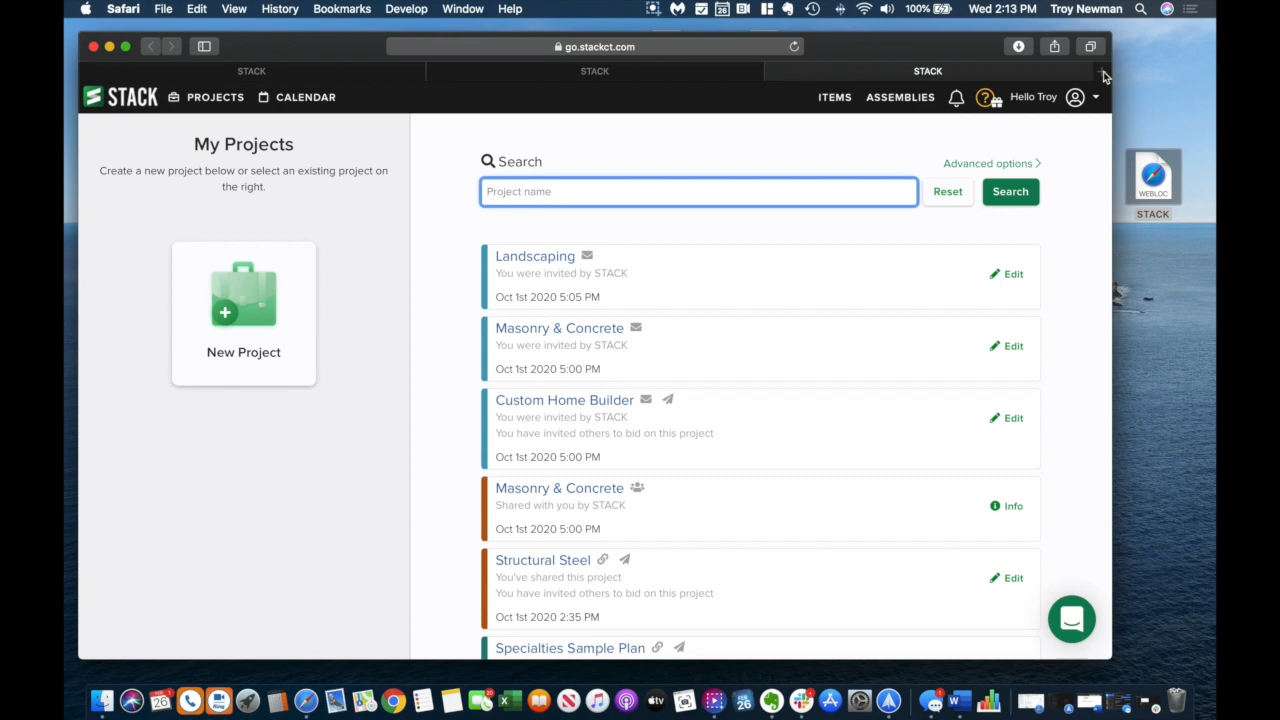 Safari File Edit View History Bookmarks Develop Window Help 100% Wed 2:13 PM Troy Newman
go.stackct.com
STACK STACK STACK
STACK PROJECTS CALENDAR ITEMS ASSEMBLIES ? Hello Troy
My Projects
Create a new project below or select an existing project on
the right.
New Project
Search
Advanced options
Project name Reset Search
Landscaping
You were invited by STACK
Edit
Oct 1st 2020 5:05 PM
Masonry & Concrete
You were invited by STACK
Edit
Oct 1st 2020 5:00 PM
Custom Home Builder
You were invited by STACK
Edit
You have invited others to bid on this project
Oct 1st 2020 5:00 PM
Masonry & Concrete
Shared with you by STACK
Info
Oct 1st 2020 5:00 PM
Structural Steel
You've shared this project
Edit
You have invited others to bid on this project
Oct 1st 2020 2:35 PM
Specialties Sample Plan
WEBLOC
STACK